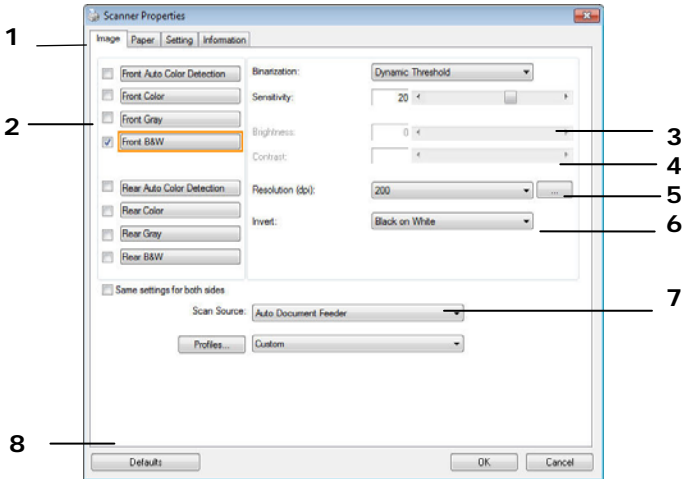 Scanner Properties
1
Image Paper Setting Information
Front Auto Color Detection Binarization: Dynamic Threshold
Front Color Sensitivity: 20
2 Front Gray
Front B&W Brightness: 0 3
Contrast: 4
Rear Auto Color Detection Resolution (dpi): 200 ... 5
Rear Color Invert: Black on White 6
Rear Gray
Rear B&W
Same settings for both sides 7
Scan Source: Auto Document Feeder
Profiles... Custom
8
Defaults OK Cancel